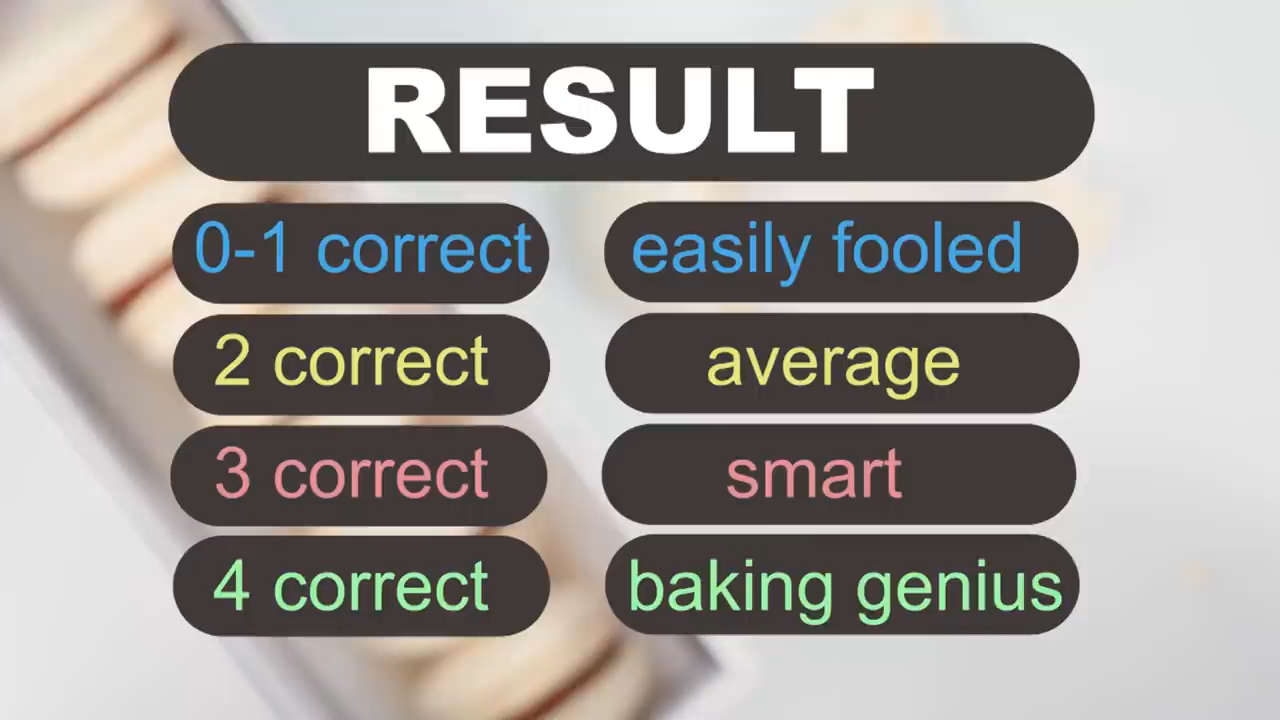 RESULT
0-1 correct easily fooled
2 correct average
3 correct smart
4 correct baking genius